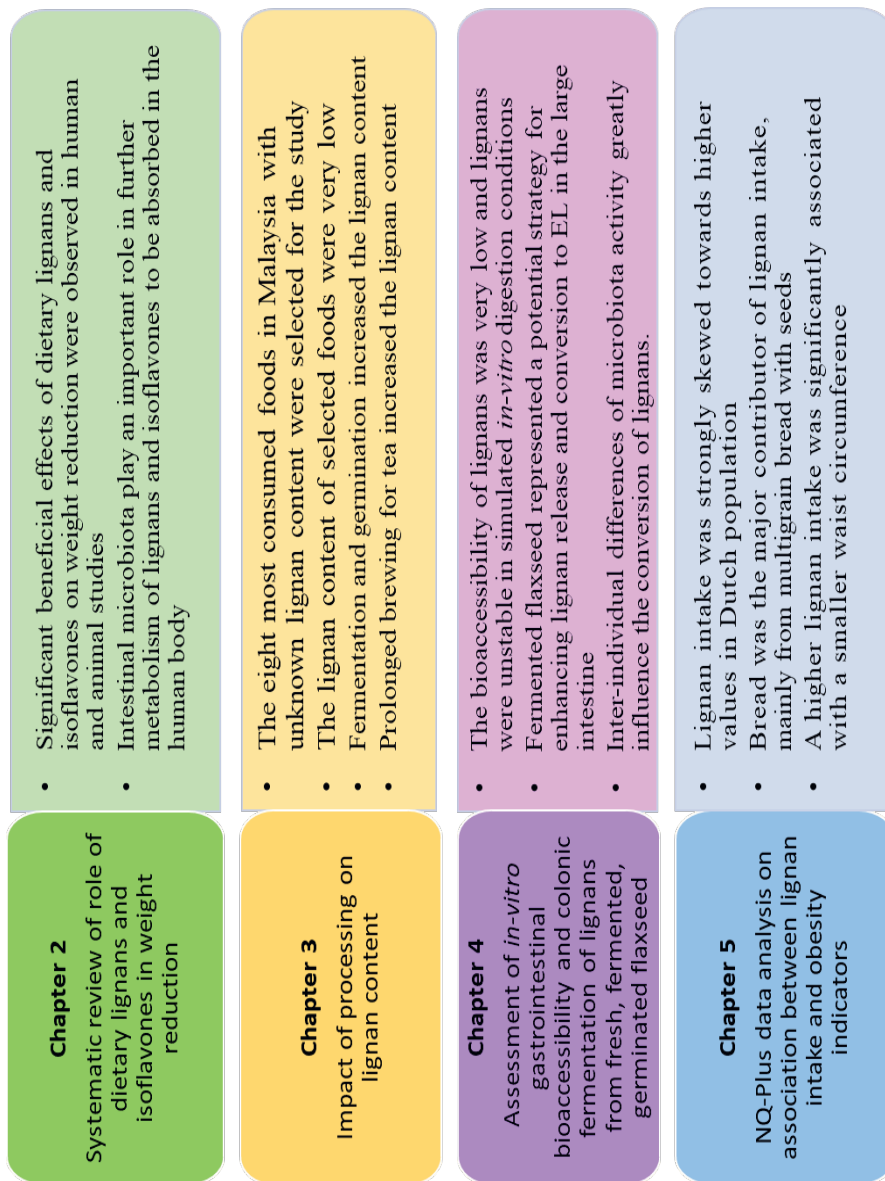 Chapter 2
Systematic review of role of
dietary lignans and
isoflavones in weight
reduction
• Significant beneficial effects of dietary lignans and
isoflavones on weight reduction were observed in human
and animal studies
• Intestinal microbiota play an important role in further
metabolism of lignans and isoflavones to be absorbed in the
human body
Chapter 3
Impact of processing on
lignan content
• The eight most consumed foods in Malaysia with
unknown lignan content were selected for the study
• The lignan content of selected foods were very low
• Fermentation and germination increased the lignan content
• Prolonged brewing for tea increased the lignan content
Chapter 4
Assessment of in-vitro
gastrointestinal
bioaccessibility and colonic
fermentation of lignans
from fresh, fermented,
germinated flaxseed
• The bioaccessibility of lignans was very low and lignans
were unstable in simulated in-vitro digestion conditions
• Fermented flaxseed represented a potential strategy for
enhancing lignan release and conversion to EL in the large
intestine
• Inter-individual differences of microbiota activity greatly
influence the conversion of lignans.
Chapter 5
NQ-Plus data analysis on
association between lignan
intake and obesity
indicators
• Lignan intake was strongly skewed towards higher
values in Dutch population
• Bread was the major contributor of lignan intake,
mainly from multigrain bread with seeds
• A higher lignan intake was significantly associated
with a smaller waist circumference